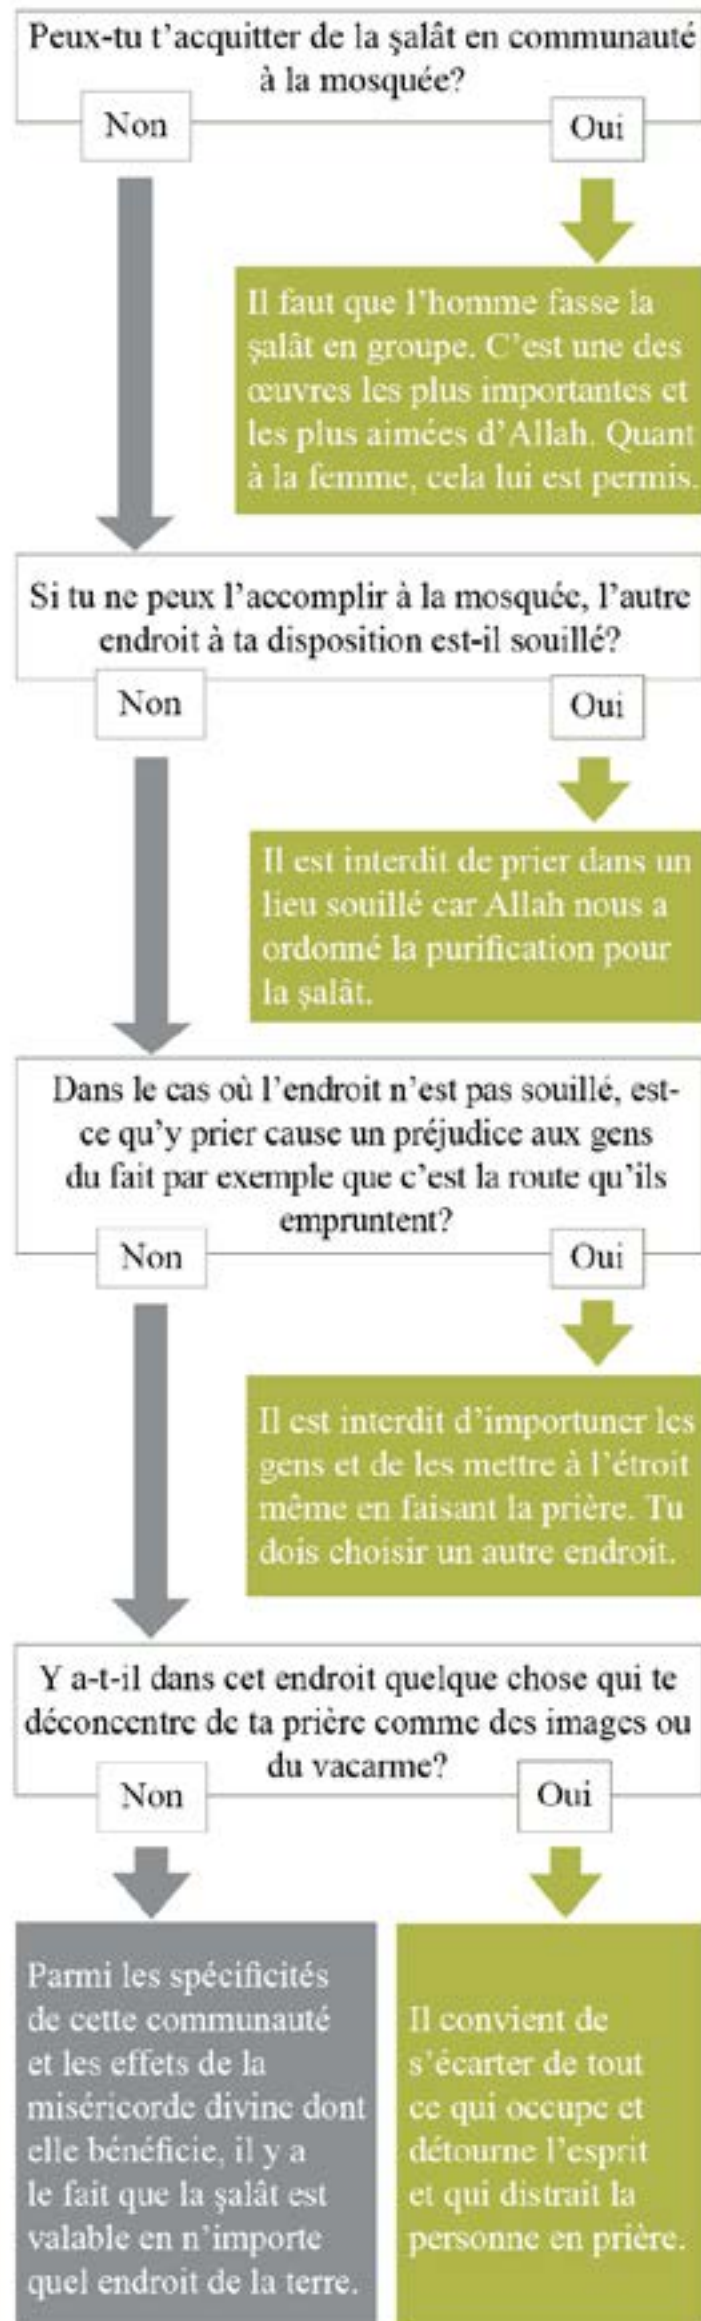 Peux-tu t'acquitter de la şalât en communauté
à la mosquée?
Non
Oui
Il faut que l'homme fasse la
şalât en groupe. C'est une des
œuvres les plus importantes et
les plus aimées d'Allah. Quant
à la femme, cela lui est permis.
Si tu ne peux l'accomplir à la mosquée, l'autre
endroit à ta disposition est-il souillé?
Non
Oui
Il est interdit de prier dans un
lieu souillé car Allah nous a
ordonné la purification pour
la şalât.
Dans le cas où l'endroit n'est pas souillé, est-
ce qu'y prier cause un préjudice aux gens
du fait par exemple que c'est la route qu'ils
empruntent?
Non
Oui
Il est interdit d'importuner les
gens et de les mettre à l'étroit
même en faisant la prière. Tu
dois choisir un autre endroit.
Y a-t-il dans cet endroit quelque chose qui te
déconcentre de ta prière comme des images ou
du vacarme?
Non
Oui
Parmi les spécificités
de cette communauté
et les effets de la
miséricorde divine dont
elle bénéficie, il y a
le fait que la şalât est
valable en n'importe
quel endroit de la terre.
Il convient de
s'écarter de tout
ce qui occupe et
détourne l'esprit
et qui distrait la
personne en prière.